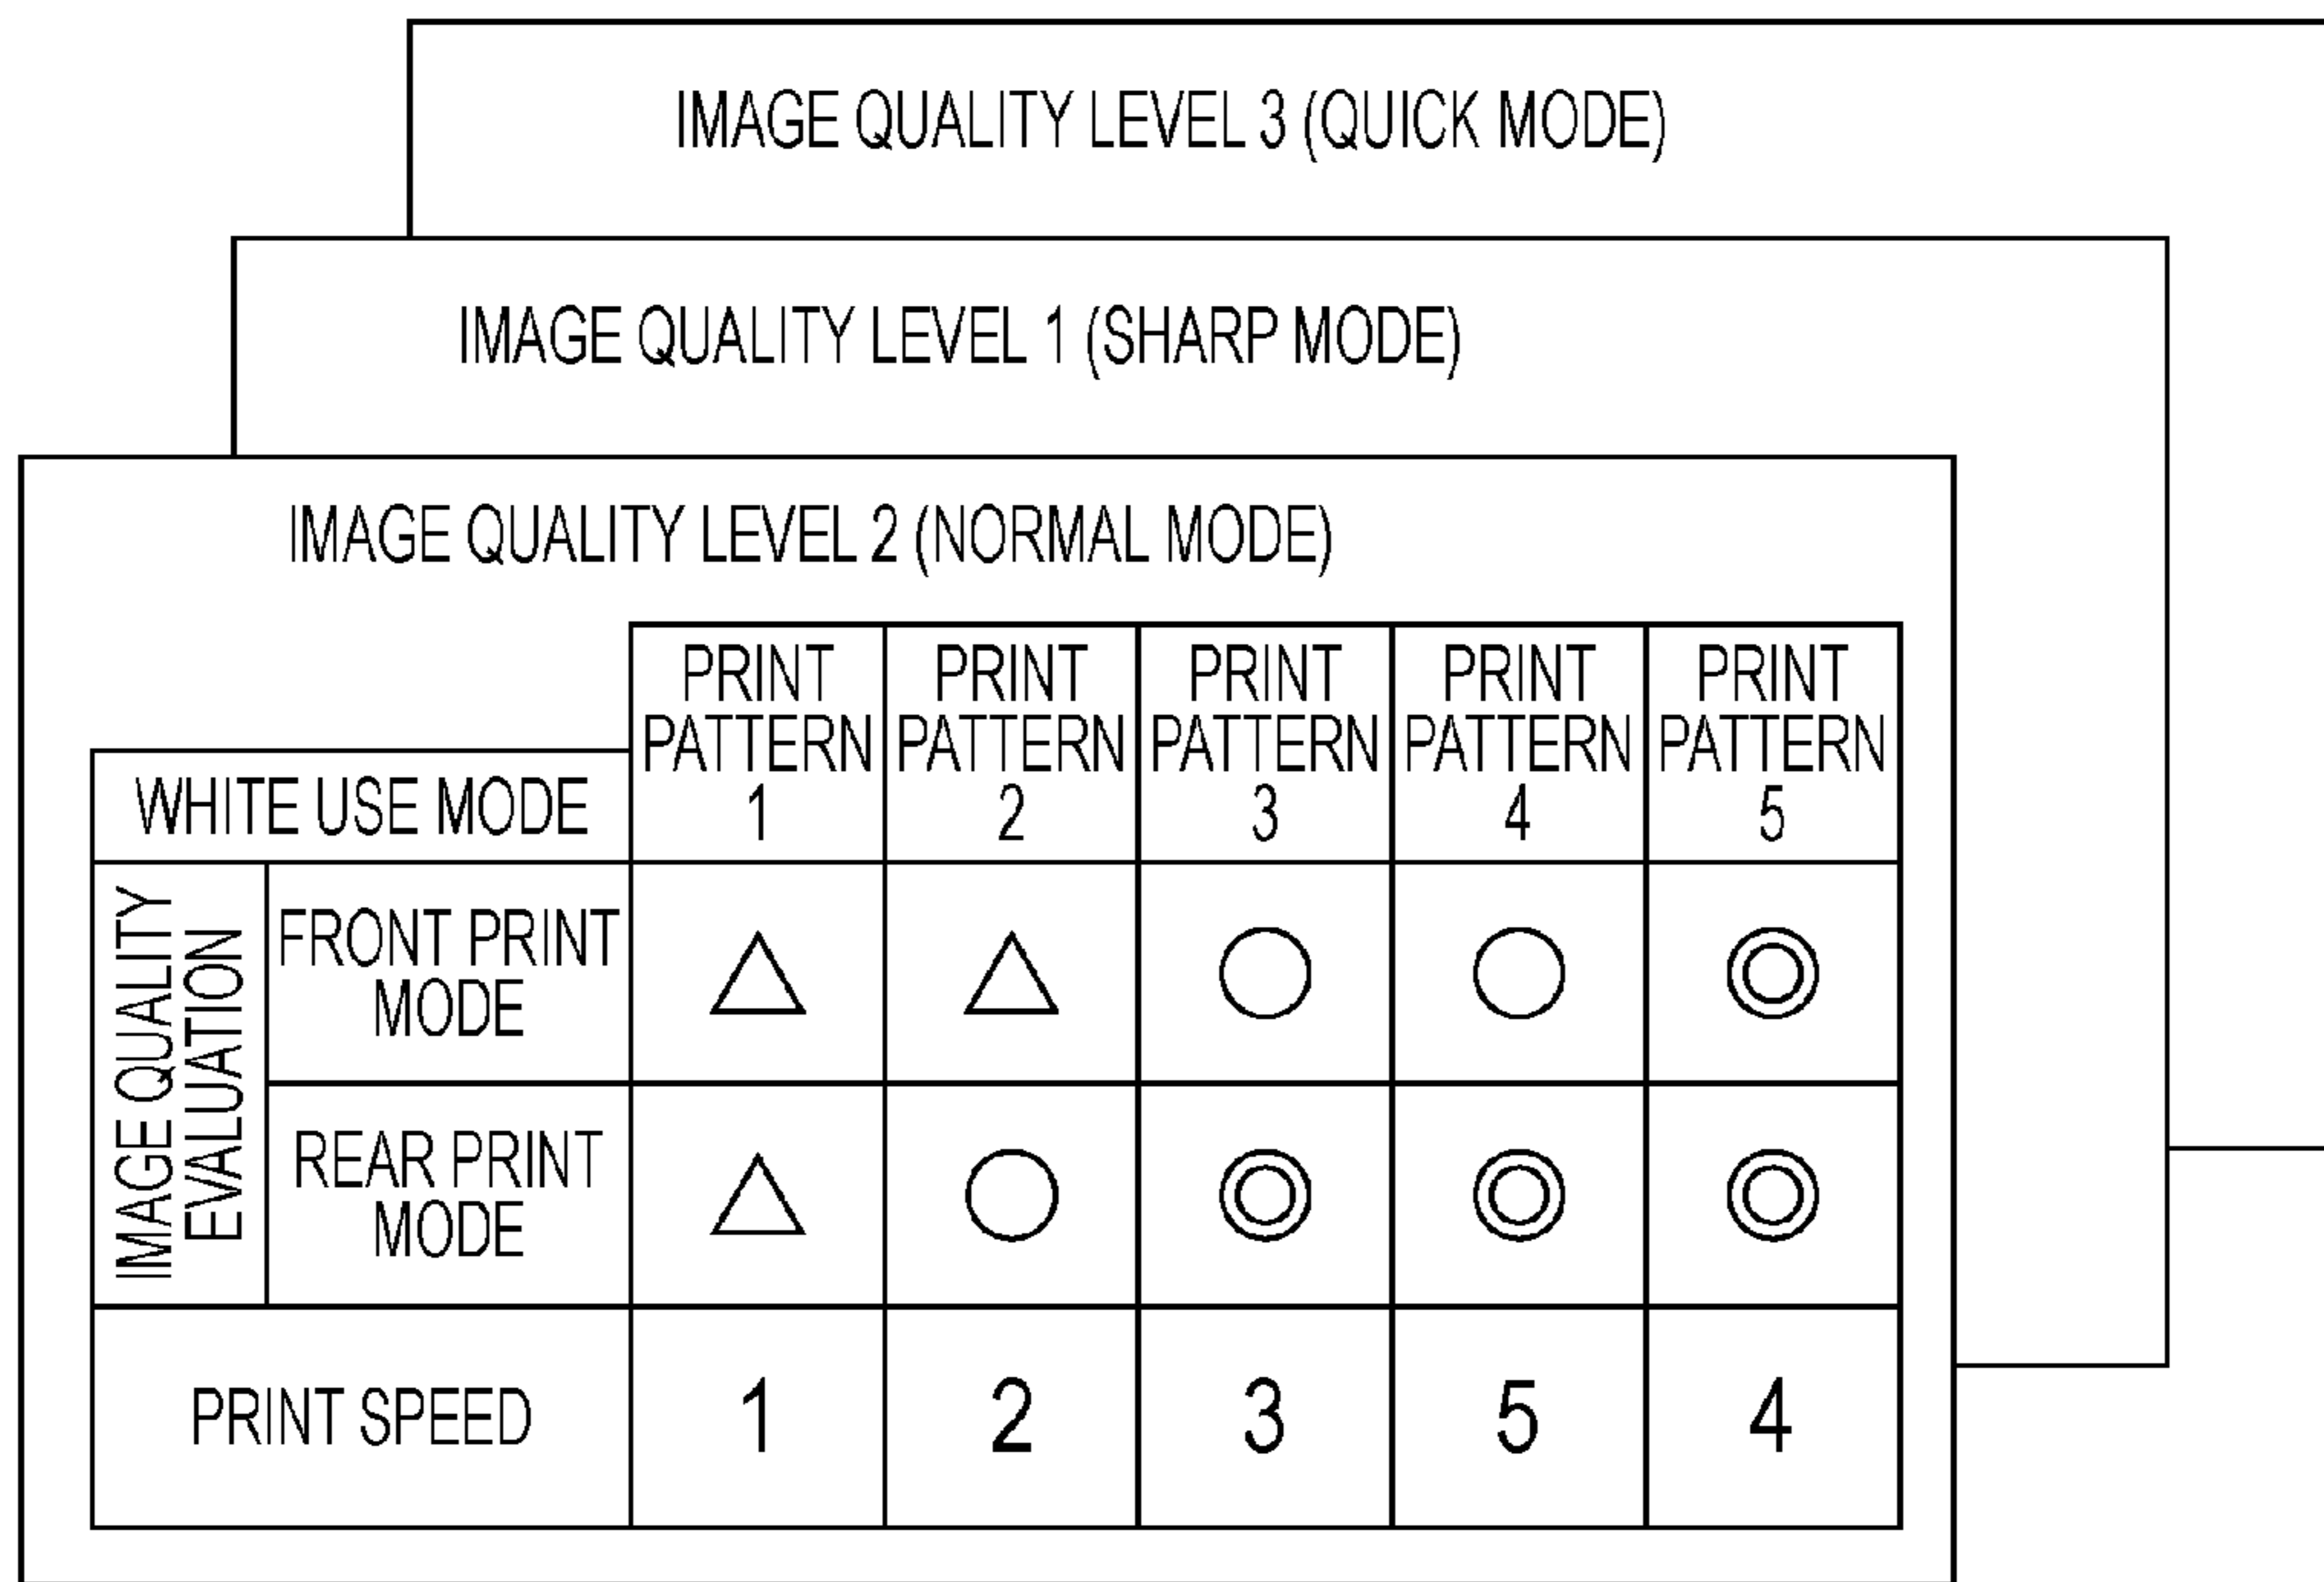 IMAGE QUALITY LEVEL 3 (QUICK MODE)
IMAGE QUALITY LEVEL 1 (SHARP MODE)
IMAGE QUALITY LEVEL 2 (NORMAL MODE)
WHITE USE MODE
PRINT
PATTERN
1
PRINT
PATTERN
2
PRINT
PATTERN
3
PRINT
PATTERN
4
PRINT
PATTERN
5
IMAGE QUALITY
EVALUATION
FRONT PRINT
MODE
△ △ ○ ○ ◎
REAR PRINT
MODE
△ ○ ◎ ◎ ◎
PRINT SPEED 1 2 3 5 4